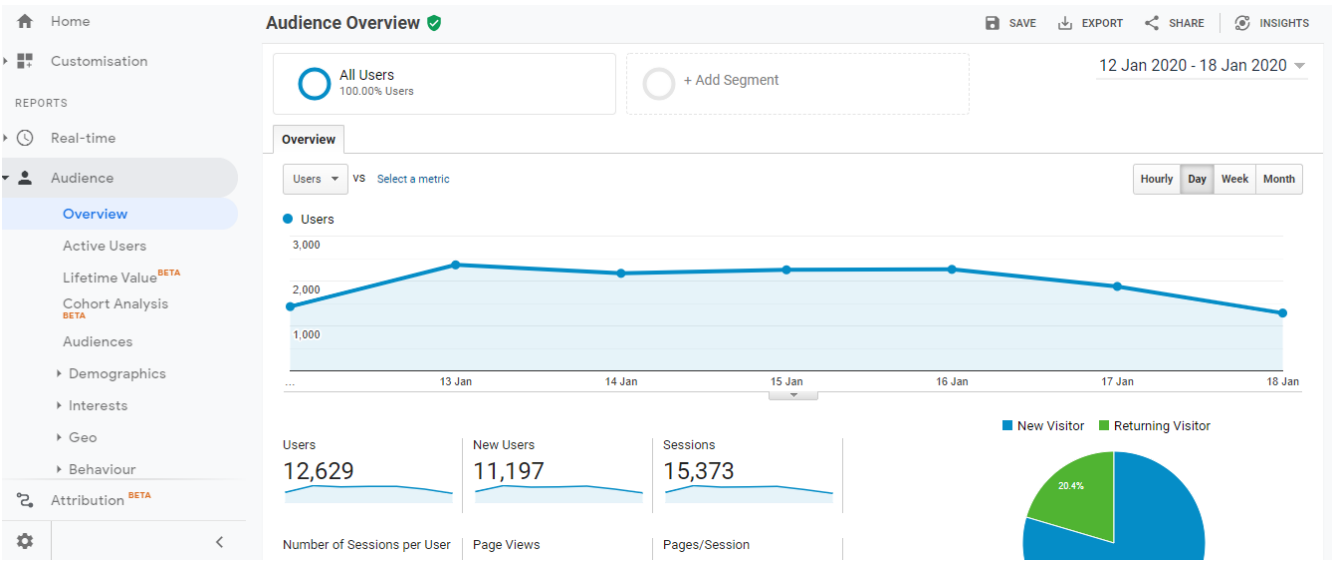 Home
Customisation
REPORTS
Real-time
Audience
Overview
Active Users
Lifetime Value BETA
Cohort Analysis
BETA
Audiences
Demographics
Interests
Geo
Behaviour
Attribution BETA
Audience Overview
SAVE
EXPORT
SHARE
INSIGHTS
All Users
100.00% Users
+ Add Segment
12 Jan 2020 - 18 Jan 2020
Overview
Users VS Select a metric
Hourly Day Week Month
Users
3,000
2,000
1,000
... 13 Jan 14 Jan 15 Jan 16 Jan 17 Jan 18 Jan
Users
12,629
New Users
11,197
Sessions
15,373
Number of Sessions per User
Page Views
Pages/Session
New Visitor Returning Visitor
20.4%